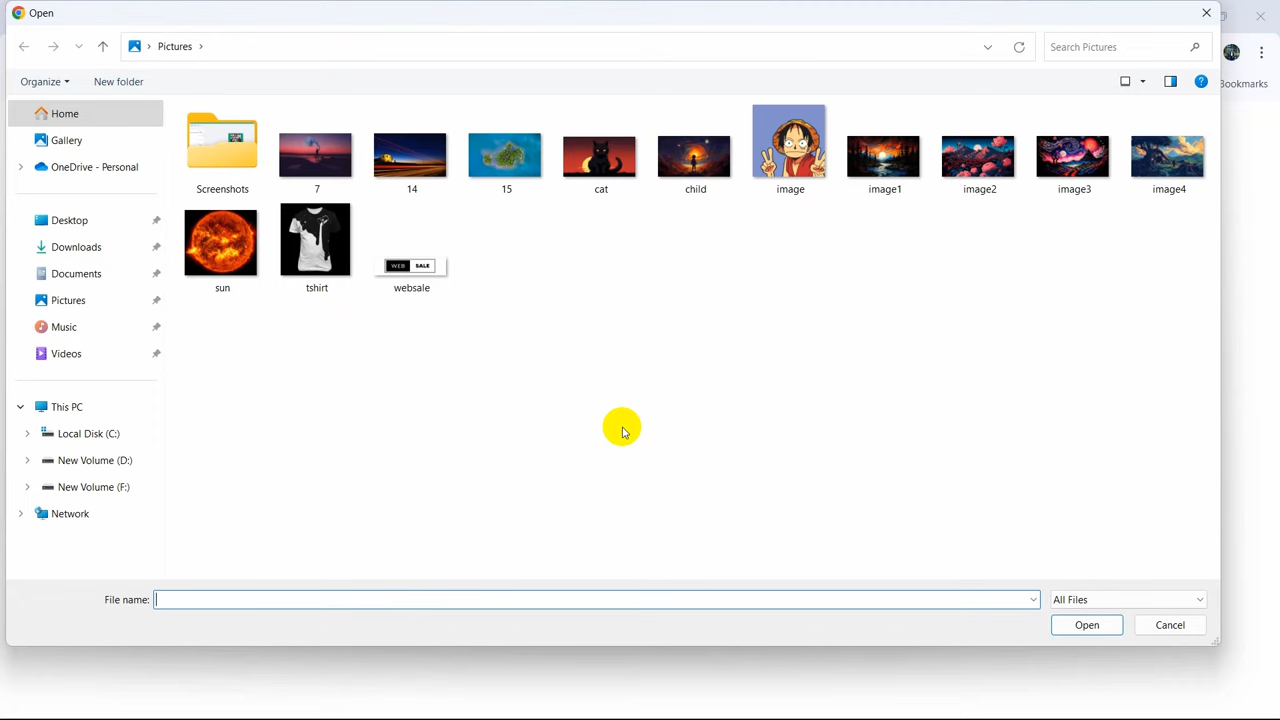 Open
Pictures
Search Pictures
Organize
New folder
Bookmarks
Home
Gallery
OneDrive - Personal
Desktop
Downloads
Documents
Pictures
Music
Videos
This PC
Local Disk (C:)
New Volume (D:)
New Volume (F:)
Network
Screenshots
7
14
15
cat
child
image
image1
image2
image3
image4
WEB SALE
sun
tshirt
websale
File name:
All Files
Open
Cancel